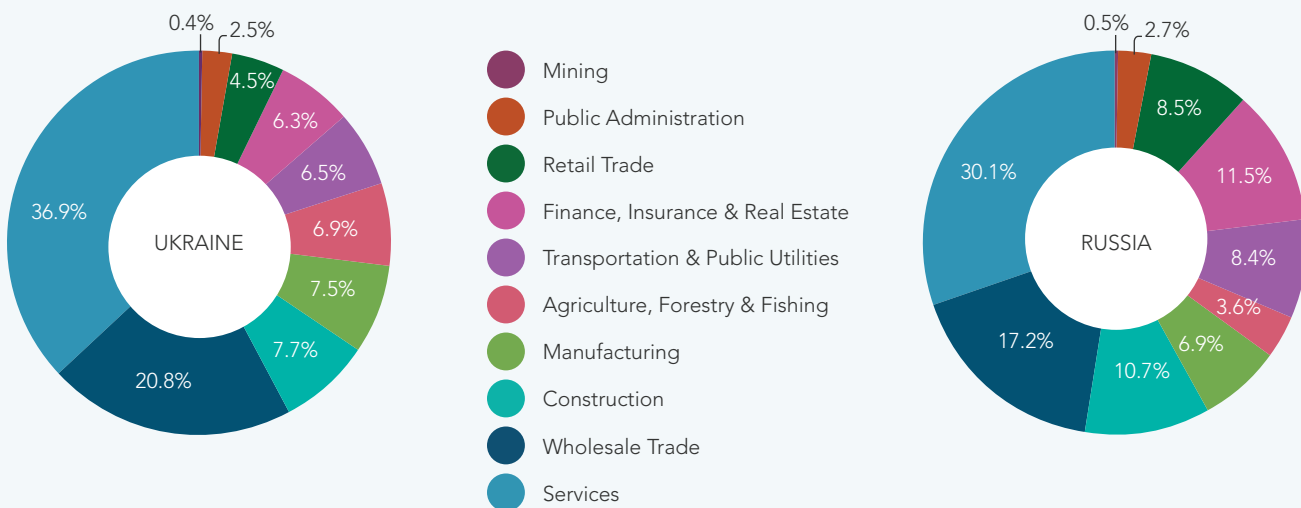 0.4%
2.5%
4.5%
6.3%
6.5%
6.9%
7.5%
7.7%
20.8%
36.9%
UKRAINE
Mining
Public Administration
Retail Trade
Finance, Insurance & Real Estate
Transportation & Public Utilities
Agriculture, Forestry & Fishing
Manufacturing
Construction
Wholesale Trade
Services
0.5%
2.7%
8.5%
11.5%
8.4%
3.6%
6.9%
10.7%
17.2%
30.1%
RUSSIA